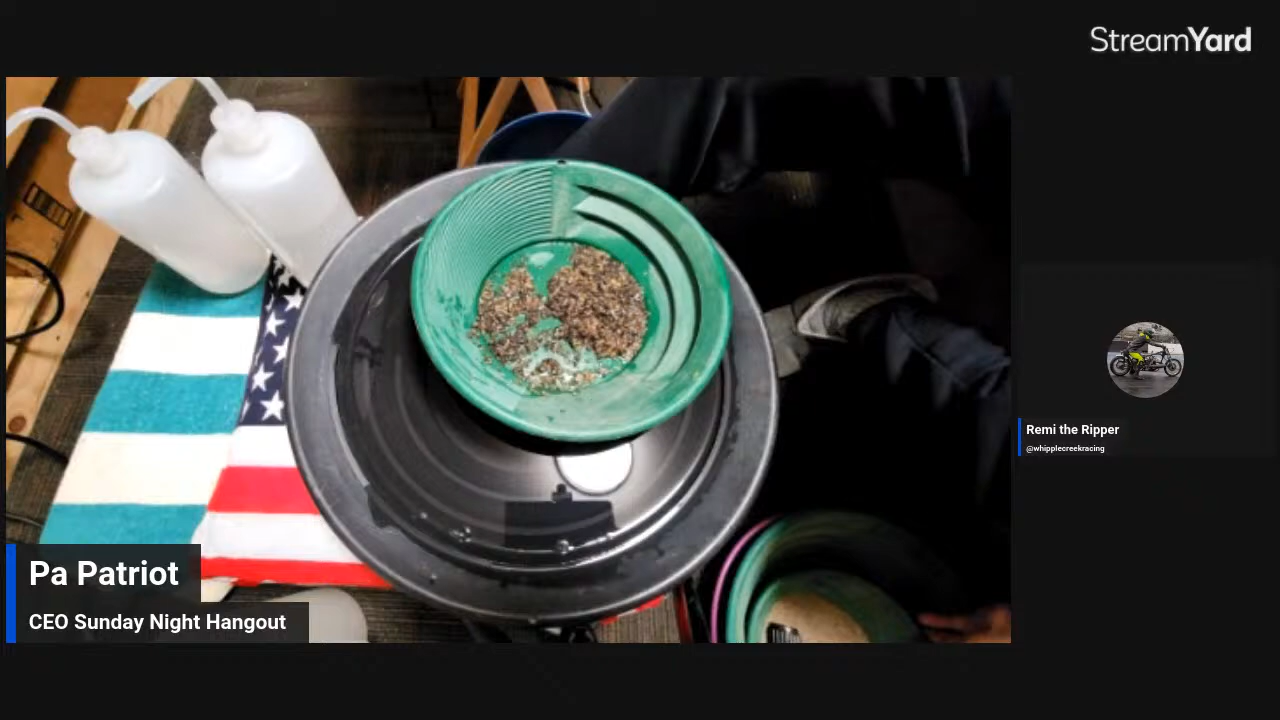 StreamYard
Remi the Ripper
@whipplecreekracing
Pa Patriot
CEO Sunday Night Hangout